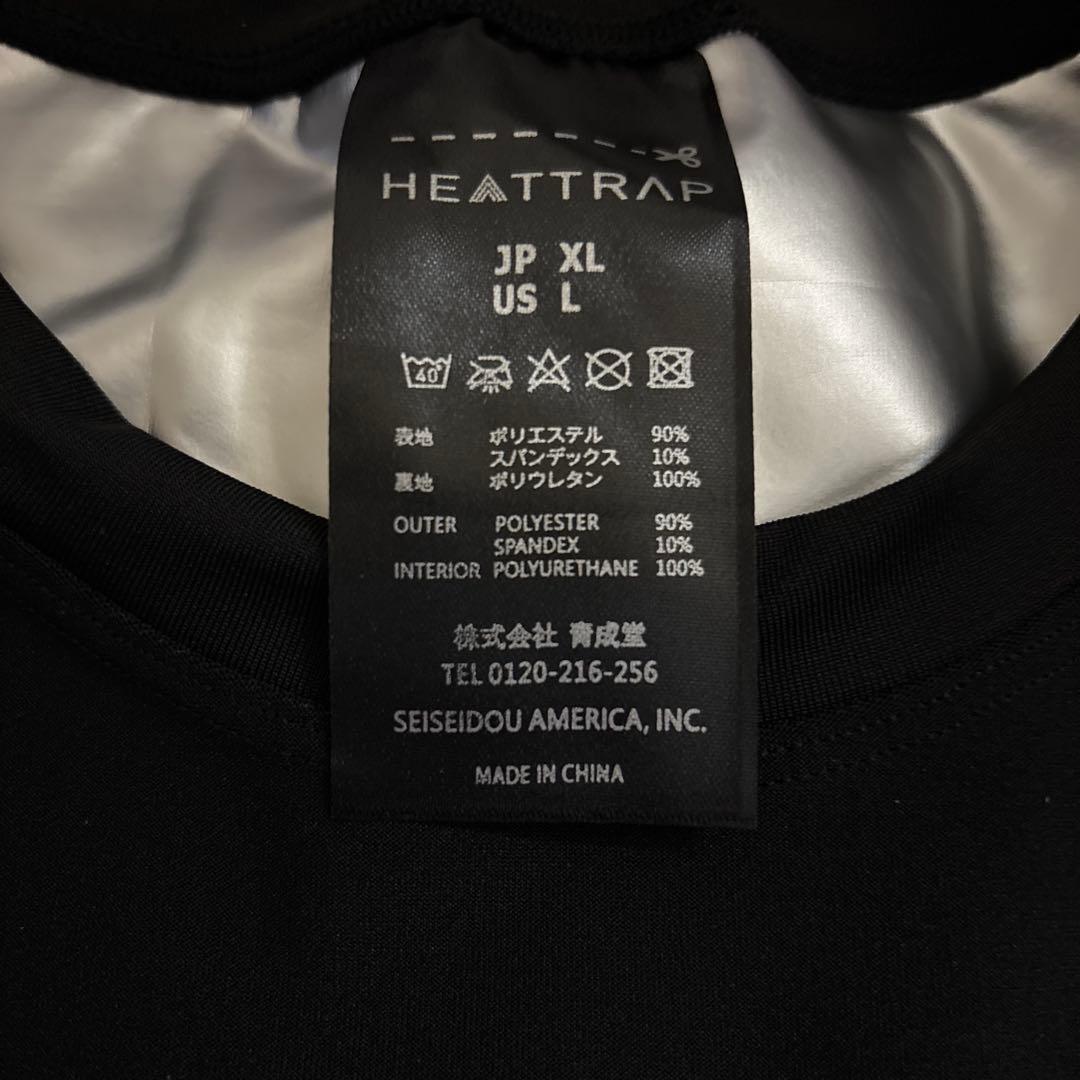 HEATTRAP
JP XL
US L
40
表地 ポリエステル 90%
スパンデックス 10%
裏地 ポリウレタン 100%
OUTER POLYESTER 90%
SPANDEX 10%
INTERIOR POLYURETHANE 100%
株式会社 青成堂
TEL 0120-216-256
SEISEIDOU AMERICA, INC.
MADE IN CHINA